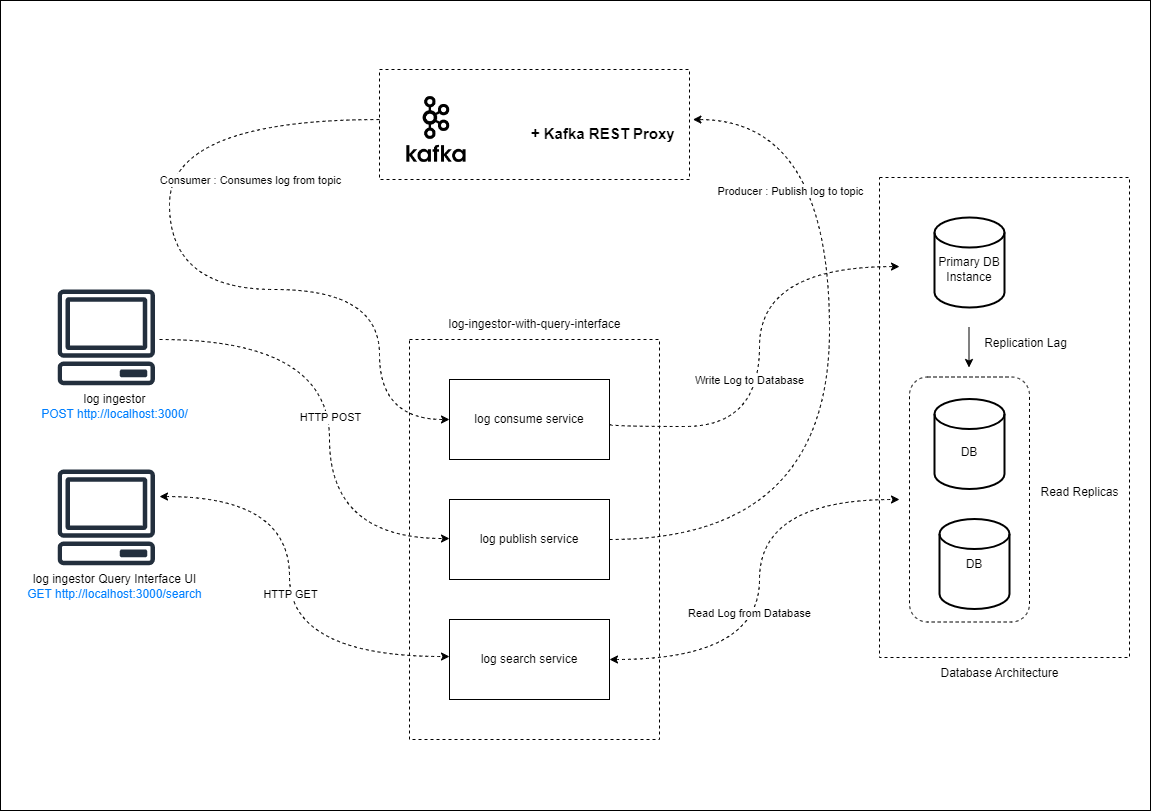 kafka
+ Kafka REST Proxy
Consumer : Consumes log from topic
Producer : Publish log to topic
Primary DB
Instance
Replication Lag
log-ingestor-with-query-interface
log ingestor
POST http://localhost:3000/
HTTP POST
log consume service
Write Log to Database
DB
Read Replicas
log publish service
DB
log ingestor Query Interface UI
GET http://localhost:3000/search
HTTP GET
Read Log from Database
log search service
Database Architecture